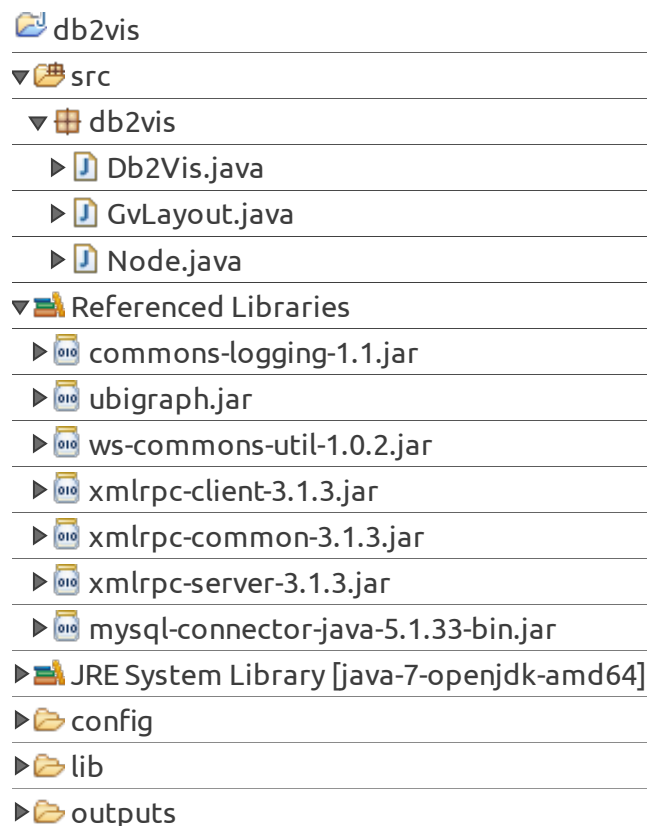 db2vis
src
db2vis
Db2Vis.java
GvLayout.java
Node.java
Referenced Libraries
commons-logging-1.1.jar
ubigraph.jar
ws-commons-util-1.0.2.jar
xmlrpc-client-3.1.3.jar
xmlrpc-common-3.1.3.jar
xmlrpc-server-3.1.3.jar
mysql-connector-java-5.1.33-bin.jar
JRE System Library [java-7-openjdk-amd64]
config
lib
outputs